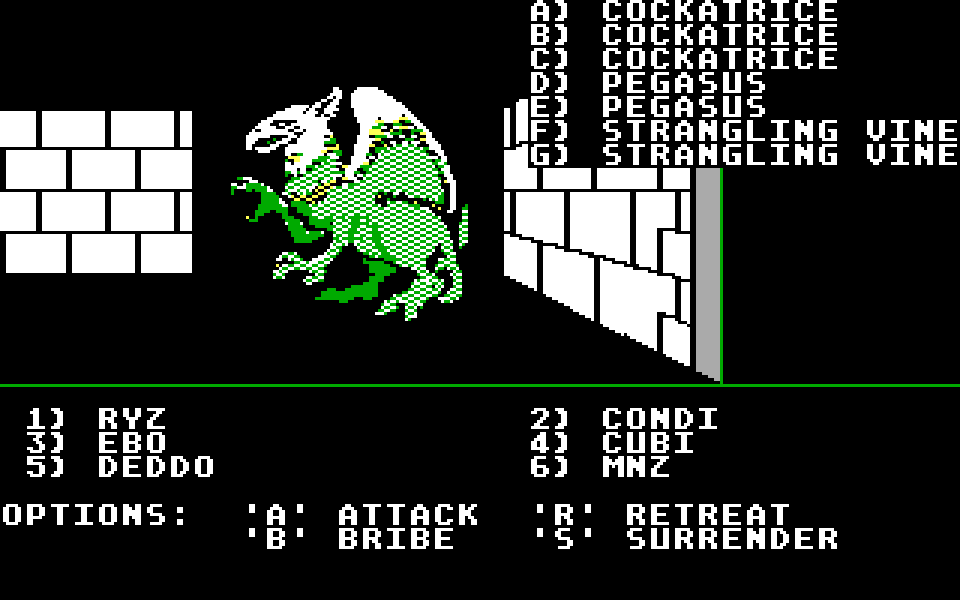 A) COCKATRICE
B) COCKATRICE
C) COCKATRICE
D) PEGASUS
E) PEGASUS
F) STRANGLING VINE
G) STRANGLING VINE
1) RYZ 2) CONDI
3) EBO 4) CUBI
5) DEDDO 6) MNZ
OPTIONS: 'A' ATTACK 'R' RETREAT
'B' BRIBE 'S' SURRENDER